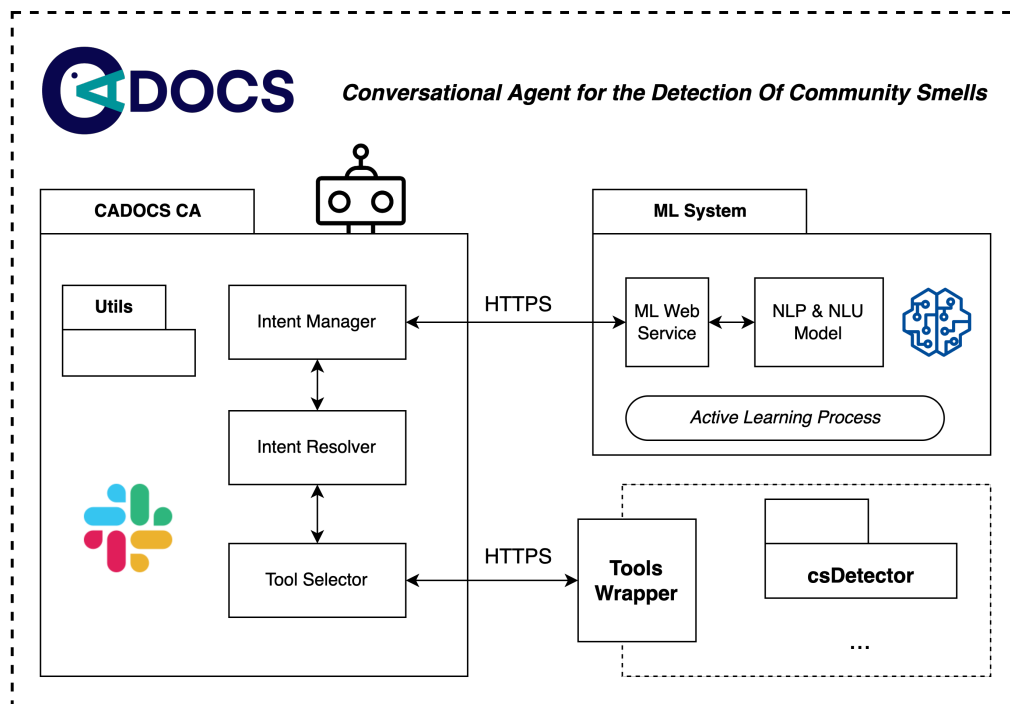 CADOCS
Conversational Agent for the Detection Of Community Smells
CADOCS CA
ML System
Utils
Intent Manager
HTTPS
ML Web
Service
NLP & NLU
Model
Active Learning Process
Intent Resolver
Tool Selector
HTTPS
Tools
Wrapper
csDetector
...